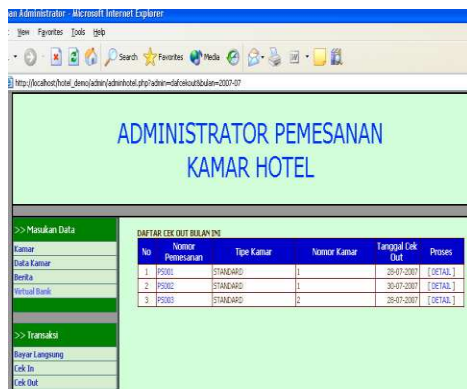 an Administrator - Microsoft Internet Explorer
View Favorites Tools Help
Search Favorites Media
http://localhost/hotel_demo/admin/adminhotel.php?admin=dafcekout&bulan=2007-07
ADMINISTRATOR PEMESANAN
KAMAR HOTEL
>> Masukan Data
Kamar
Data Kamar
Berita
Virtual Bank
>> Transaksi
Bayar Langsung
Cek In
Cek Out
DAFTAR CEK OUT BULAN INI
No Nomor Pemesanan Tipe Kamar Nomor Kamar Tanggal Cek Out Proses
1 PS001 STANDARD 1 28-07-2007 [ DETAIL ]
2 PS002 STANDARD 1 30-07-2007 [ DETAIL ]
3 PS003 STANDARD 2 28-07-2007 [ DETAIL ]